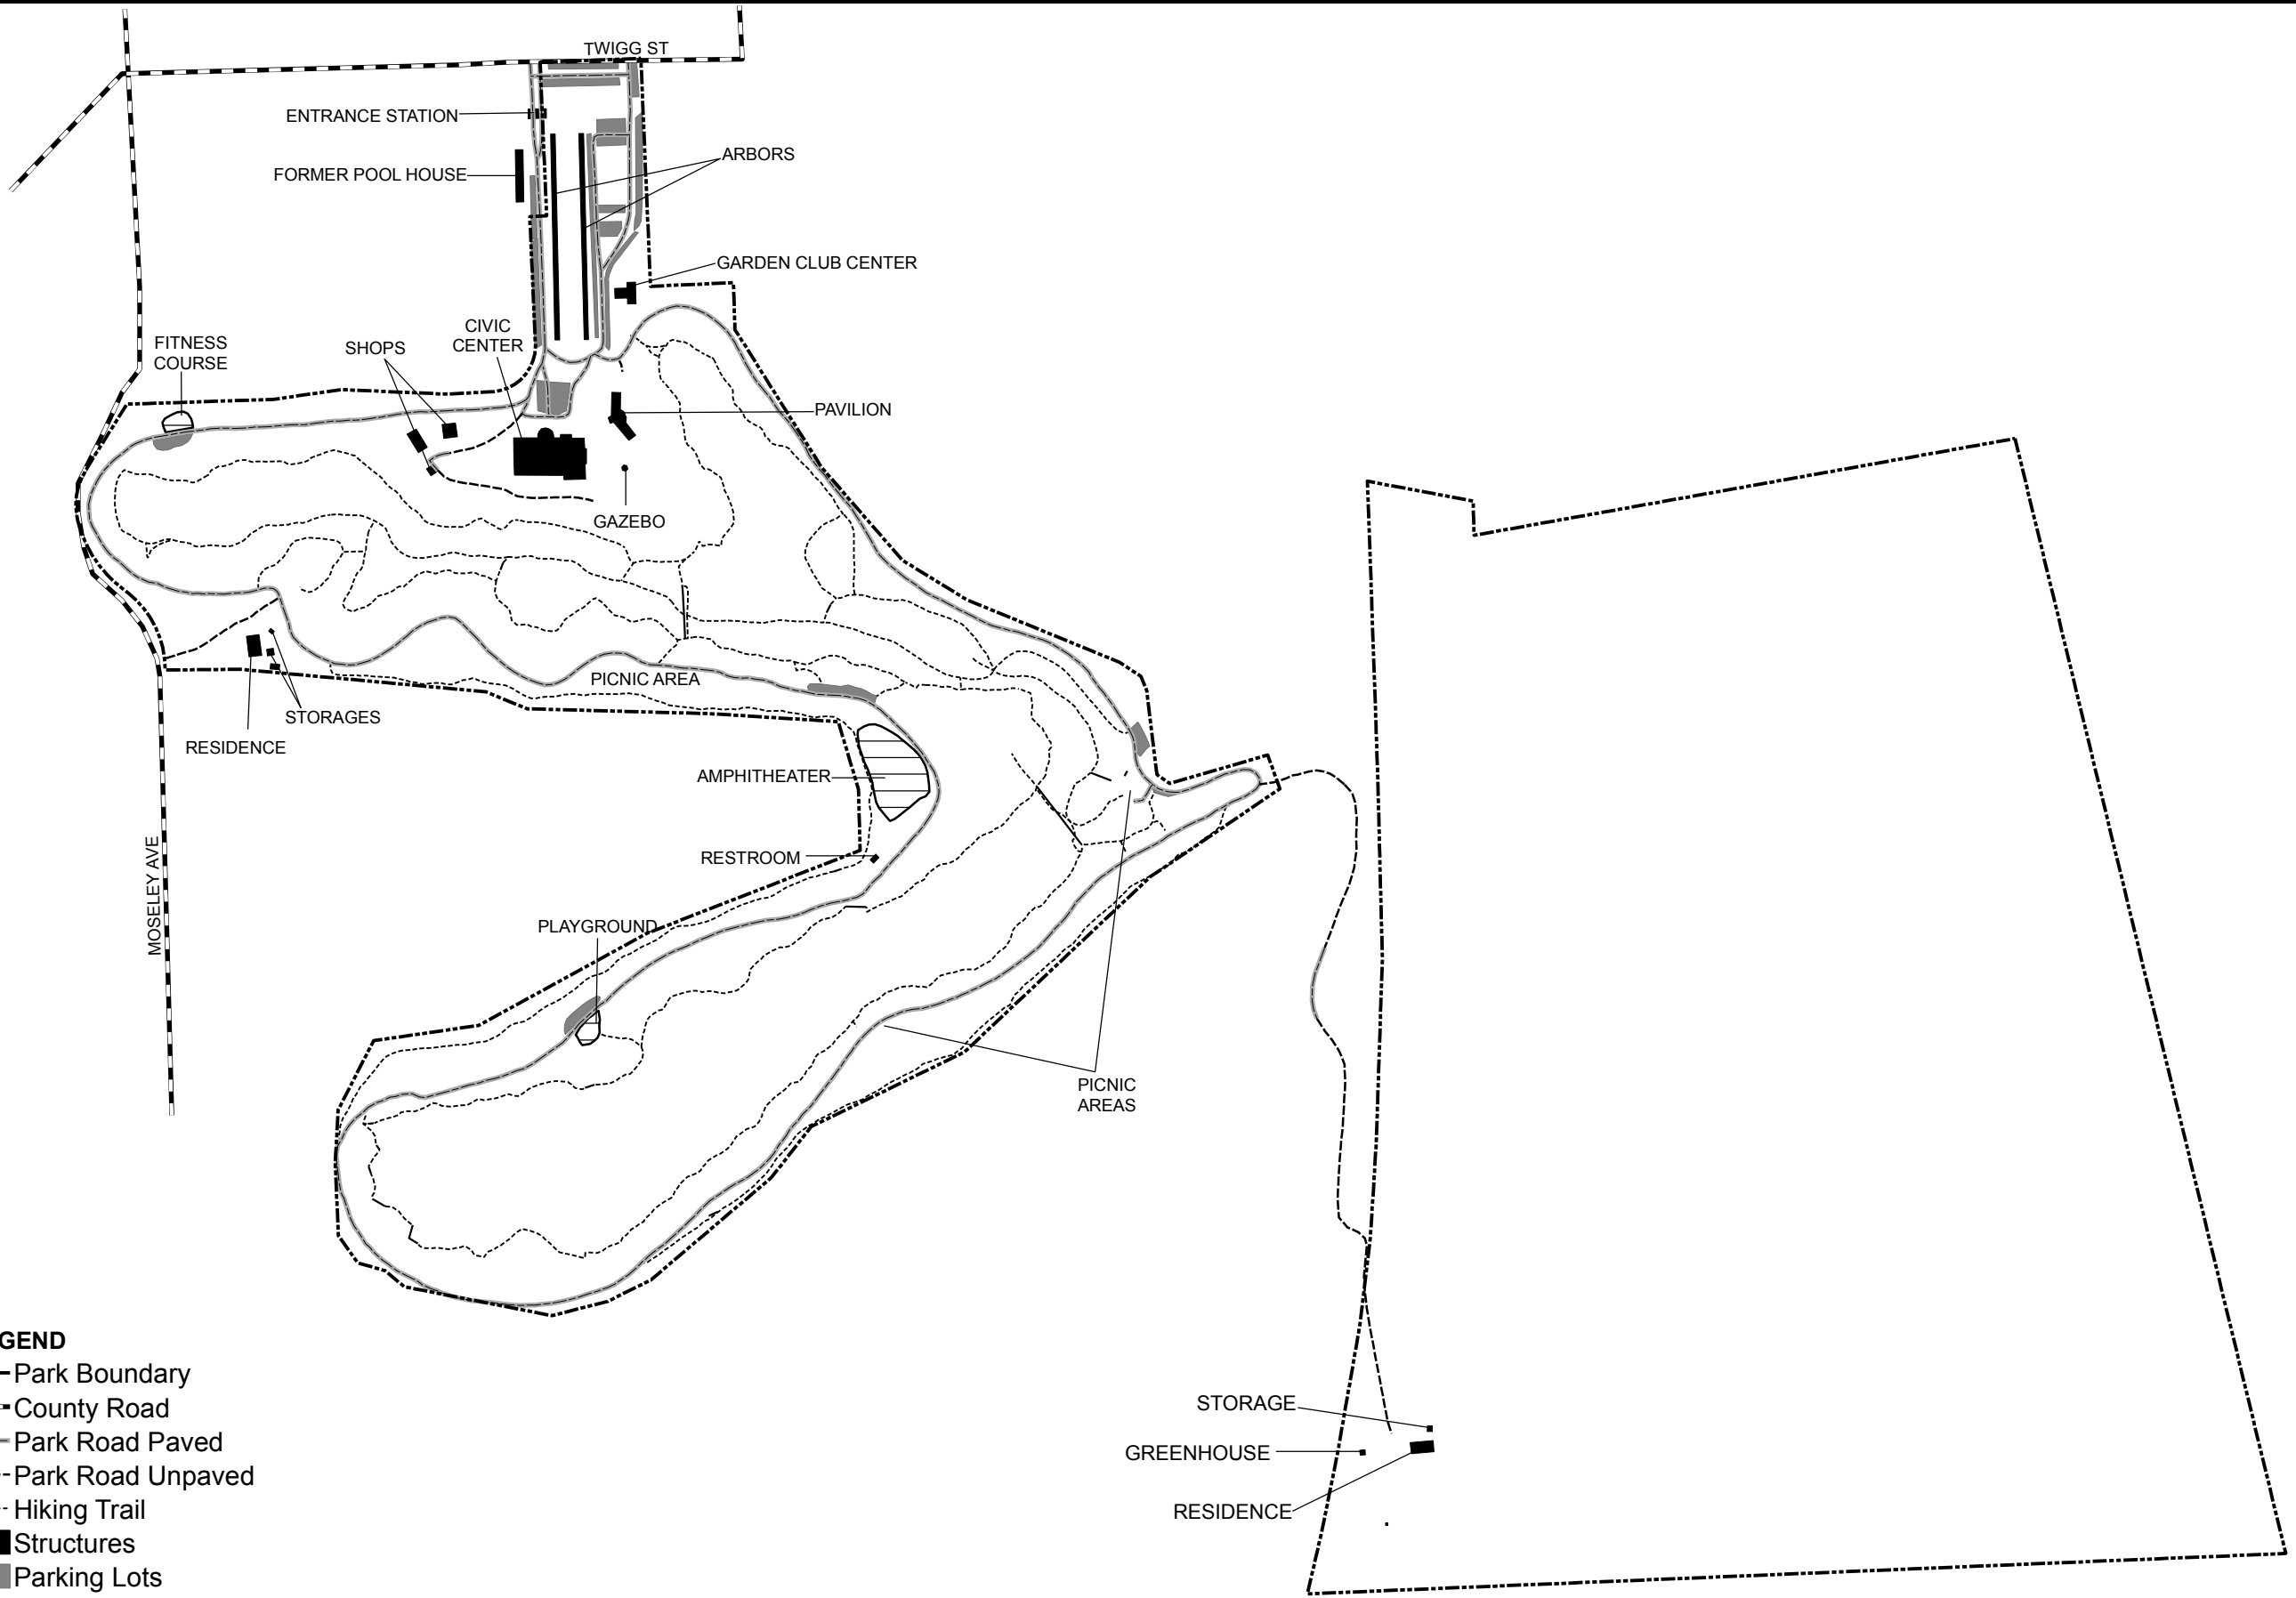 TWIGG ST
ENTRANCE STATION
ARBORS
FORMER POOL HOUSE
GARDEN CLUB CENTER
CIVIC
CENTER
FITNESS
COURSE
SHOPS
PAVILION
GAZEBO
PICNIC AREA
STORAGES
RESIDENCE
AMPHITHEATER
MOSELEY AVE
RESTROOM
PLAYGROUND
PICNIC
AREAS
STORAGE
GREENHOUSE
RESIDENCE
GEND
Park Boundary
County Road
Park Road Paved
Park Road Unpaved
Hiking Trail
Structures
Parking Lots